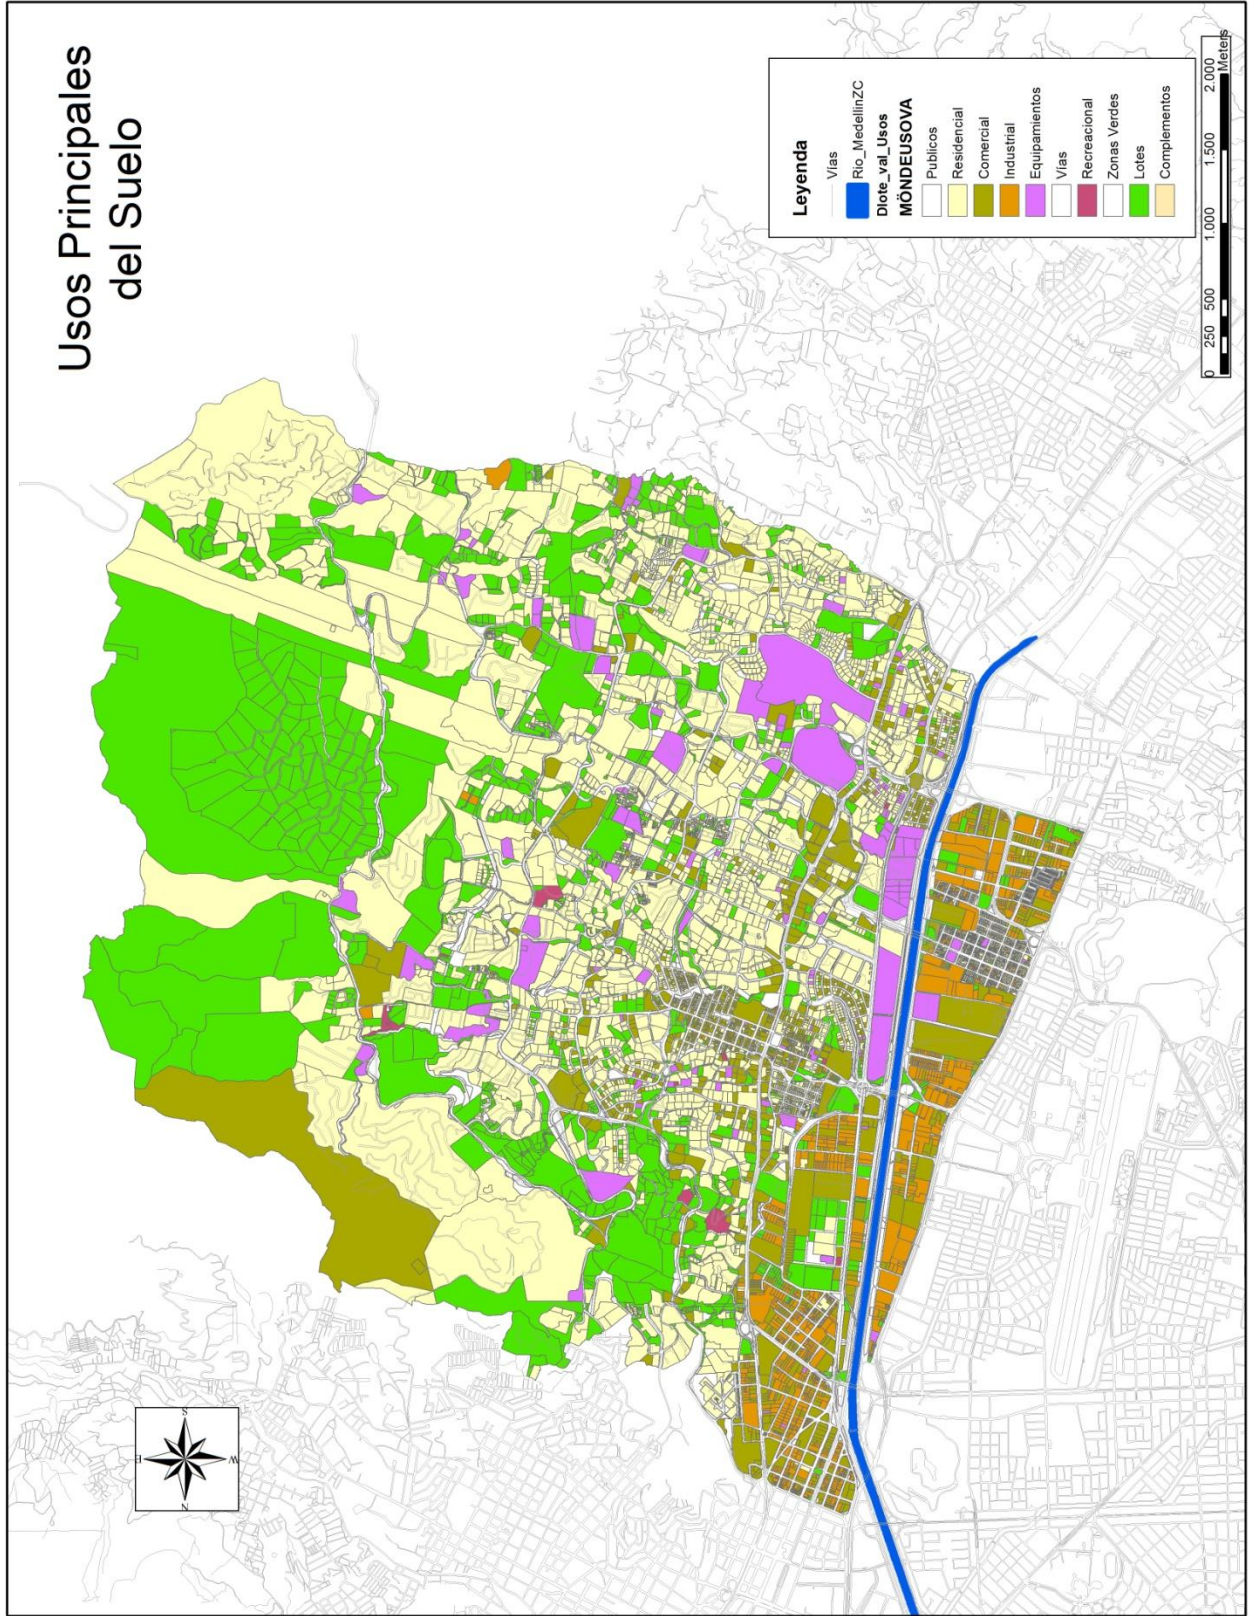 Usos Principales
del Suelo
Leyenda
Vias
Rio_MedellinZC
Dlote_val_Usos
MÖNDEUSOVA
Publicos
Residencial
Comercial
Industrial
Equipamientos
Vias
Recreacional
Zonas Verdes
Lotes
Complementos
0 250 500 1.000 1.500 2.000
Meters
E
N S
W